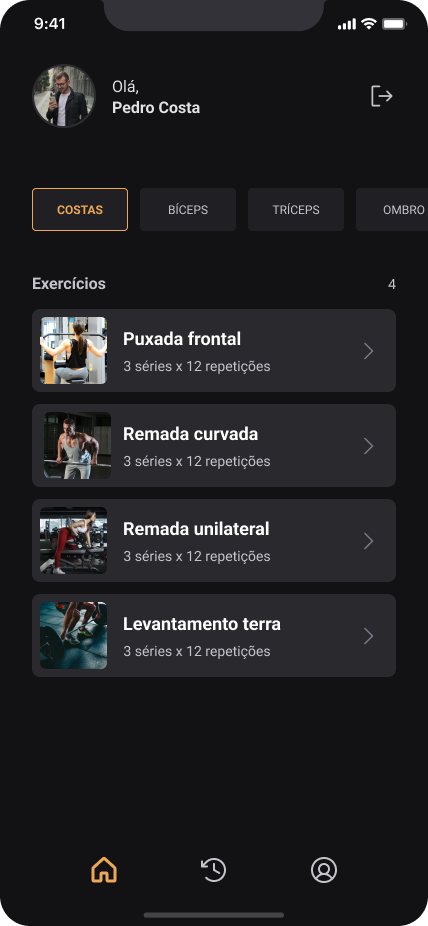 9:41
Olá,
Pedro Costa
COSTAS
BÍCEPS
TRÍCEPS
OMBRO
Exercícios
4
Puxada frontal
3 séries x 12 repetições
Remada curvada
3 séries x 12 repetições
Remada unilateral
3 séries x 12 repetições
Levantamento terra
3 séries x 12 repetições